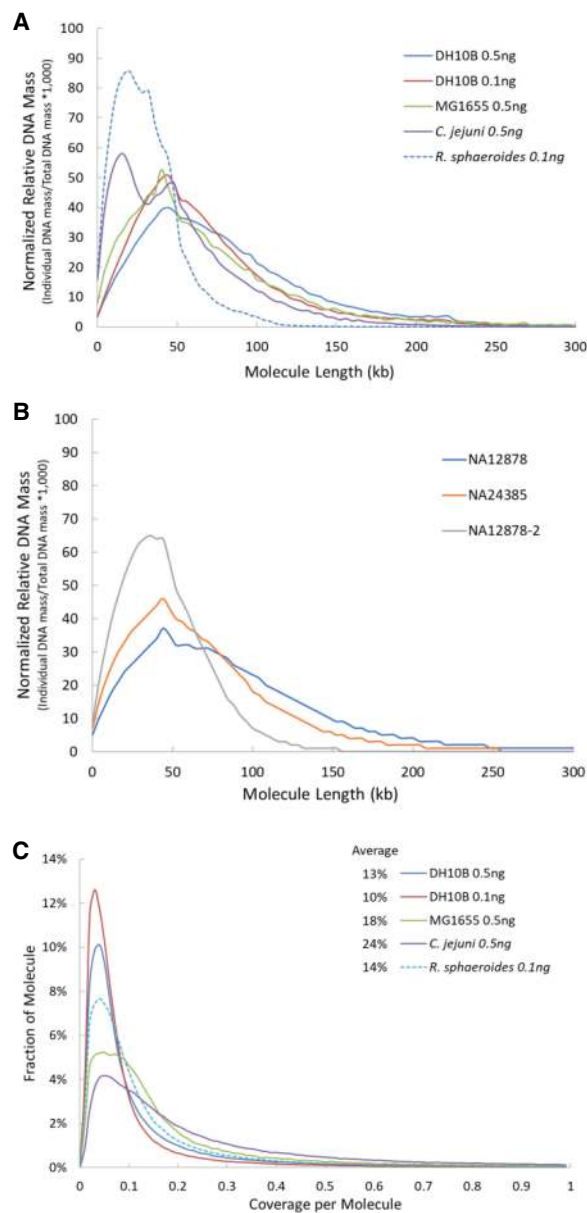 A
Normalized Relative DNA Mass
(Individual DNA mass/Total DNA mass *1,000)
100
90
80
70
60
50
40
30
20
10
0
DH10B 0.5ng
DH10B 0.1ng
MG1655 0.5ng
C. jejuni 0.5ng
R. sphaeroides 0.1ng
0 50 100 150 200 250 300
Molecule Length (kb)
B
Normalized Relative DNA Mass
(Individual DNA mass/Total DNA mass *1,000)
100
90
80
70
60
50
40
30
20
10
0
NA12878
NA24385
NA12878-2
0 50 100 150 200 250 300
Molecule Length (kb)
C
Fraction of Molecule
14%
12%
10%
8%
6%
4%
2%
0%
Average
13% DH10B 0.5ng
10% DH10B 0.1ng
18% MG1655 0.5ng
24% C. jejuni 0.5ng
14% R. sphaeroides 0.1ng
0 0.1 0.2 0.3 0.4 0.5 0.6 0.7 0.8 0.9 1
Coverage per Molecule